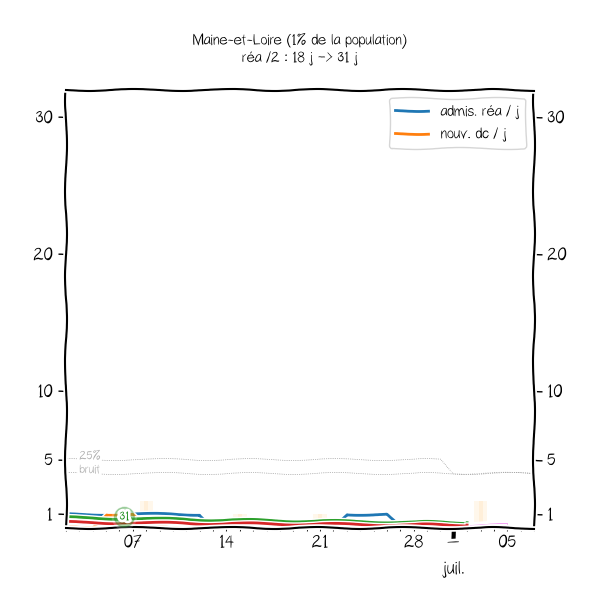 Maine-et-Loire (1% de la population)
réa /2 : 18 j -> 31 j
admis. réa / j
nouv. dc / j
30 30
20 20
10 10
25%
5 5
bruit
1 31 1
07 14 21 28 1 05
juil.